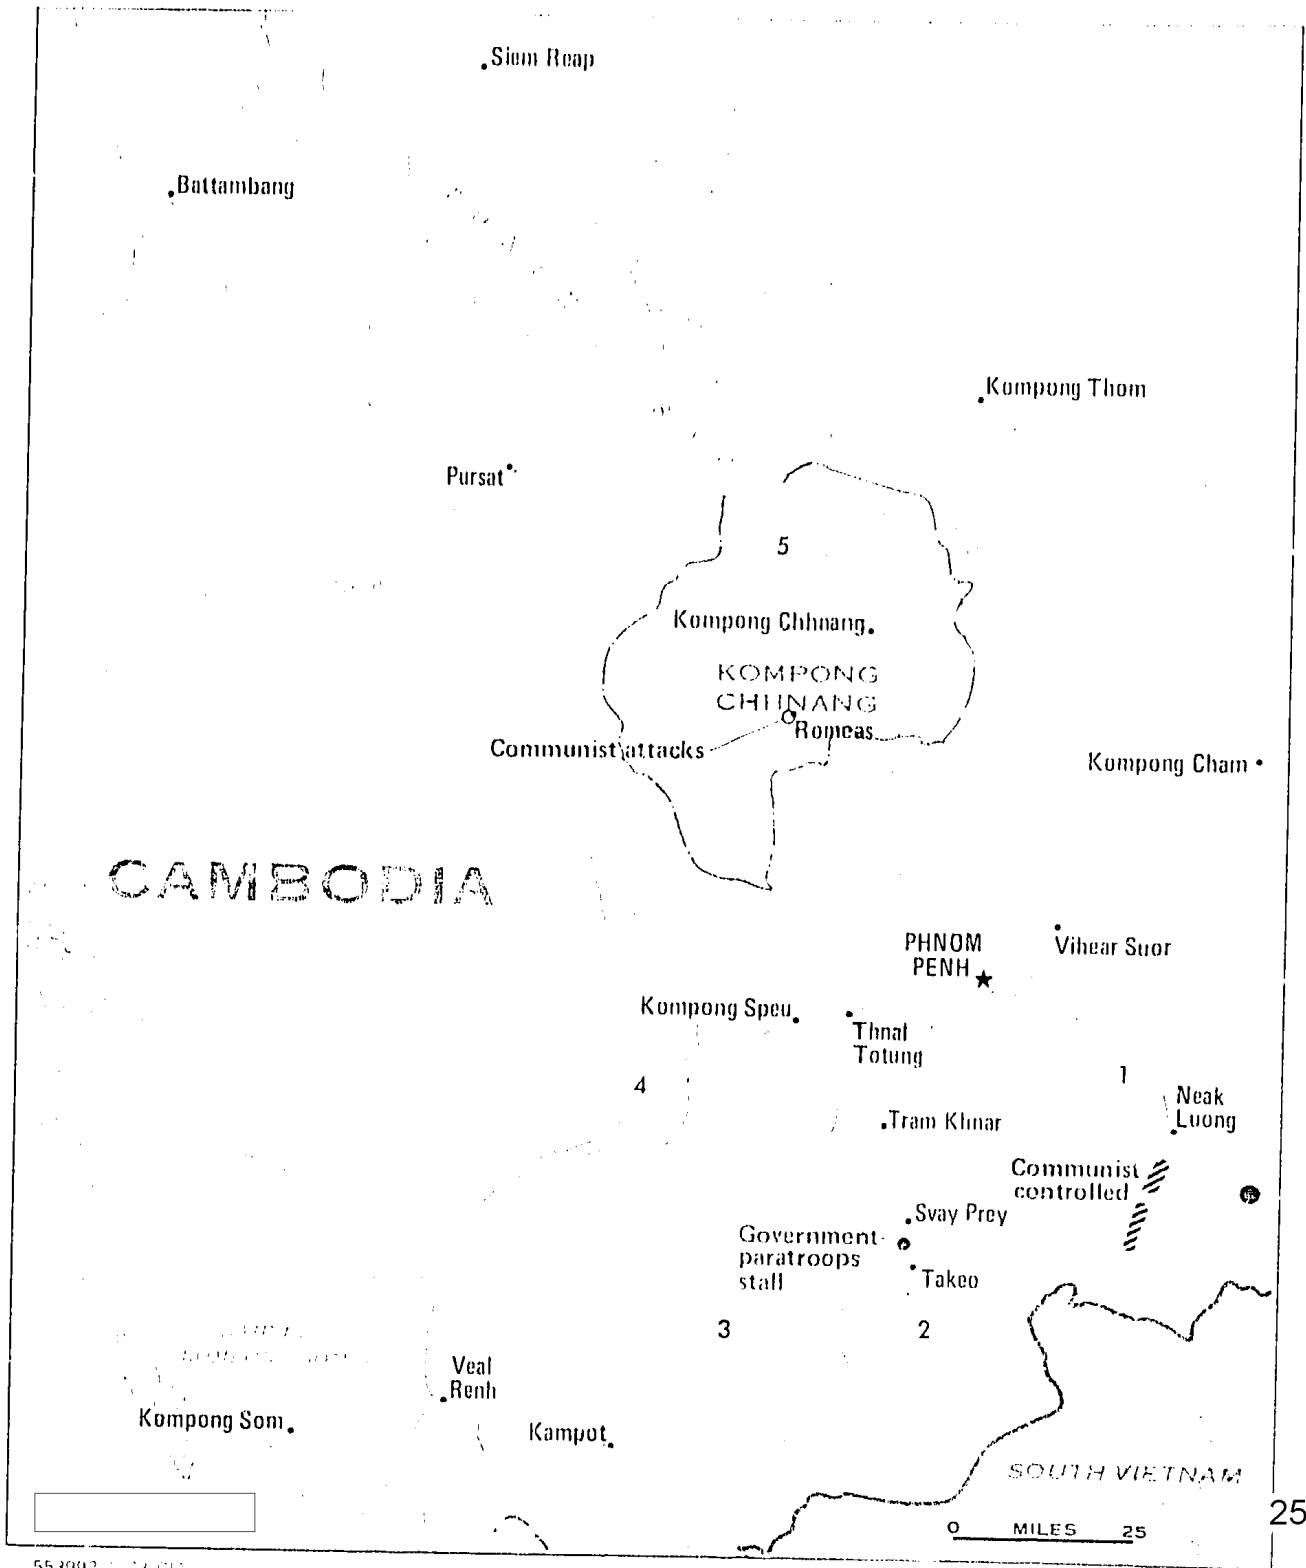 Siem Reap
Battambang
Kompong Thom
Pursat
5
Kompong Chhnang
KOMPONG
CHHNANG
Romeas
Communist attacks
Kompong Cham
CAMBODIA
PHNOM
PENH
Vihear Suor
Kompong Speu
Thnal
Totung
4
1
Neak
Luong
Tram Khnar
Communist
controlled
Svay Prey
Government
paratroops
stall
Takeo
3
2
Veal
Renh
Kompong Som
Kampot
SOUTH VIETNAM
0 MILES 25
25